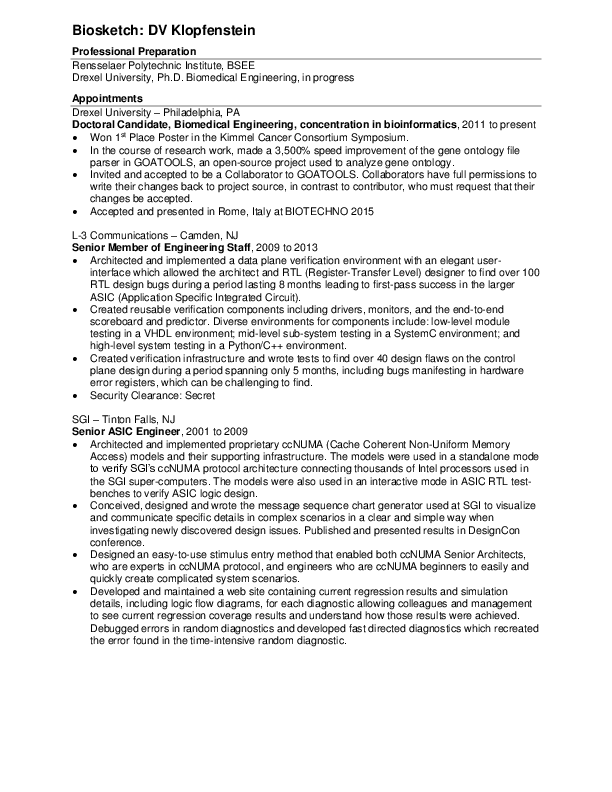 Biosketch: DV Klopfenstein
Professional Preparation
Rensselaer Polytechnic Institute, BSEE
Drexel University, Ph.D. Biomedical Engineering, in progress
Appointments
Drexel University – Philadelphia, PA
Doctoral Candidate, Biomedical Engineering, concentration in bioinformatics, 2011 to present
• Won 1st Place Poster in the Kimmel Cancer Consortium Symposium.
• In the course of research work, made a 3,500% speed improvement of the gene ontology file
parser in GOATOOLS, an open-source project used to analyze gene ontology.
• Invited and accepted to be a Collaborator to GOATOOLS. Collaborators have full permissions to
write their changes back to project source, in contrast to contributor, who must request that their
changes be accepted.
• Accepted and presented in Rome, Italy at BIOTECHNO 2015
L-3 Communications – Camden, NJ
Senior Member of Engineering Staff, 2009 to 2013
• Architected and implemented a data plane verification environment with an elegant user-
interface which allowed the architect and RTL (Register-Transfer Level) designer to find over 100
RTL design bugs during a period lasting 8 months leading to first-pass success in the larger
ASIC (Application Specific Integrated Circuit).
• Created reusable verification components including drivers, monitors, and the end-to-end
scoreboard and predictor. Diverse environments for components include: low-level module
testing in a VHDL environment; mid-level sub-system testing in a SystemC environment; and
high-level system testing in a Python/C++ environment.
• Created verification infrastructure and wrote tests to find over 40 design flaws on the control
plane design during a period spanning only 5 months, including bugs manifesting in hardware
error registers, which can be challenging to find.
• Security Clearance: Secret
SGI – Tinton Falls, NJ
Senior ASIC Engineer, 2001 to 2009
• Architected and implemented proprietary ccNUMA (Cache Coherent Non-Uniform Memory
Access) models and their supporting infrastructure. The models were used in a standalone mode
to verify SGI's ccNUMA protocol architecture connecting thousands of Intel processors used in
the SGI super-computers. The models were also used in an interactive mode in ASIC RTL test-
benches to verify ASIC logic design.
• Conceived, designed and wrote the message sequence chart generator used at SGI to visualize
and communicate specific details in complex scenarios in a clear and simple way when
investigating newly discovered design issues. Published and presented results in DesignCon
conference.
• Designed an easy-to-use stimulus entry method that enabled both ccNUMA Senior Architects,
who are experts in ccNUMA protocol, and engineers who are ccNUMA beginners to easily and
quickly create complicated system scenarios.
• Developed and maintained a web site containing current regression results and simulation
details, including logic flow diagrams, for each diagnostic allowing colleagues and management
to see current regression coverage results and understand how those results were achieved.
Debugged errors in random diagnostics and developed fast directed diagnostics which recreated
the error found in the time-intensive random diagnostic.